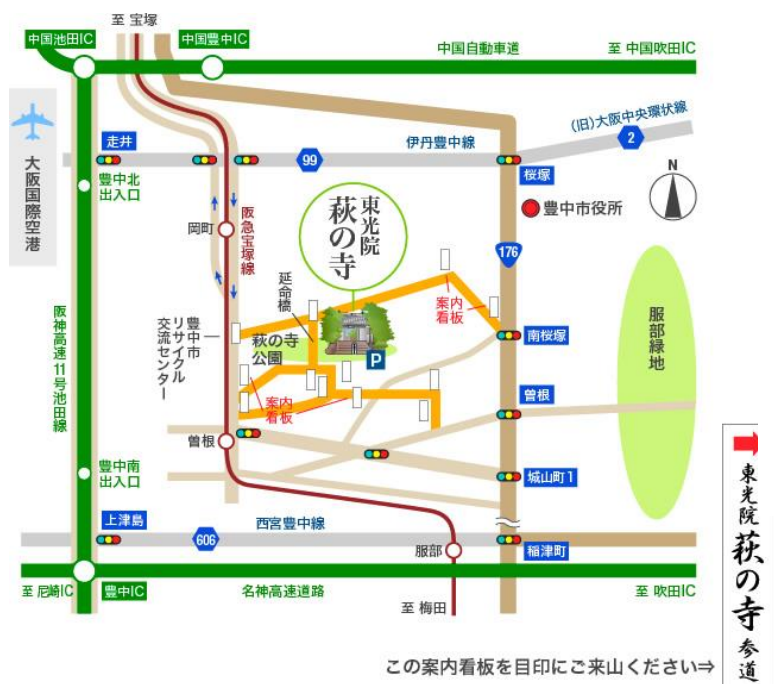 至 宝塚
中国池田IC
中国豊中IC
中国自動車道
至 中国吹田IC
大阪国際空港
走井
99
伊丹豊中線
(旧)大阪中央環状線
2
桜塚
豊中市役所
N
豊中北
出入口
岡町
阪急宝塚線
東光院
萩の寺
176
延命橋
案内
看板
服部緑地
阪神高速11号池田線
豊中市
リサイクル
交流センター
萩の寺
公園
P
南桜塚
案内
看板
曽根
曽根
豊中南
出入口
城山町1
上津島
606
西宮豊中線
服部
稲津町
至 尼崎IC
豊中IC
名神高速道路
至 梅田
至 吹田IC
東光院
萩の寺
参道
この案内看板を目印にご来山ください⇒